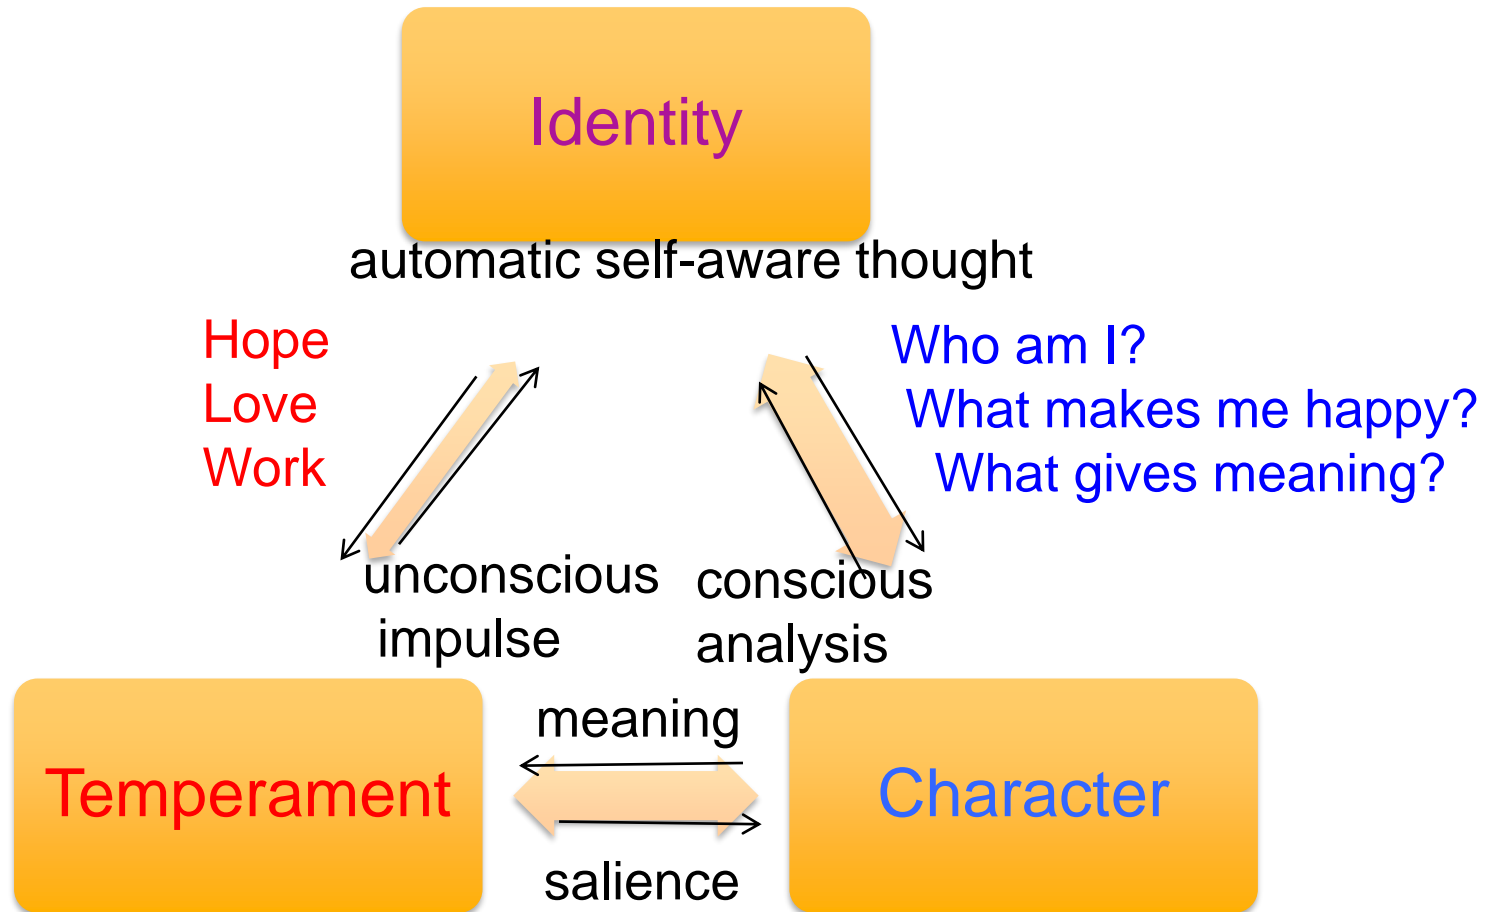 Identity
automatic self-aware thought
Hope
Love
Work
Who am I?
What makes me happy?
What gives meaning?
unconscious
impulse
conscious
analysis
meaning
Temperament
Character
salience